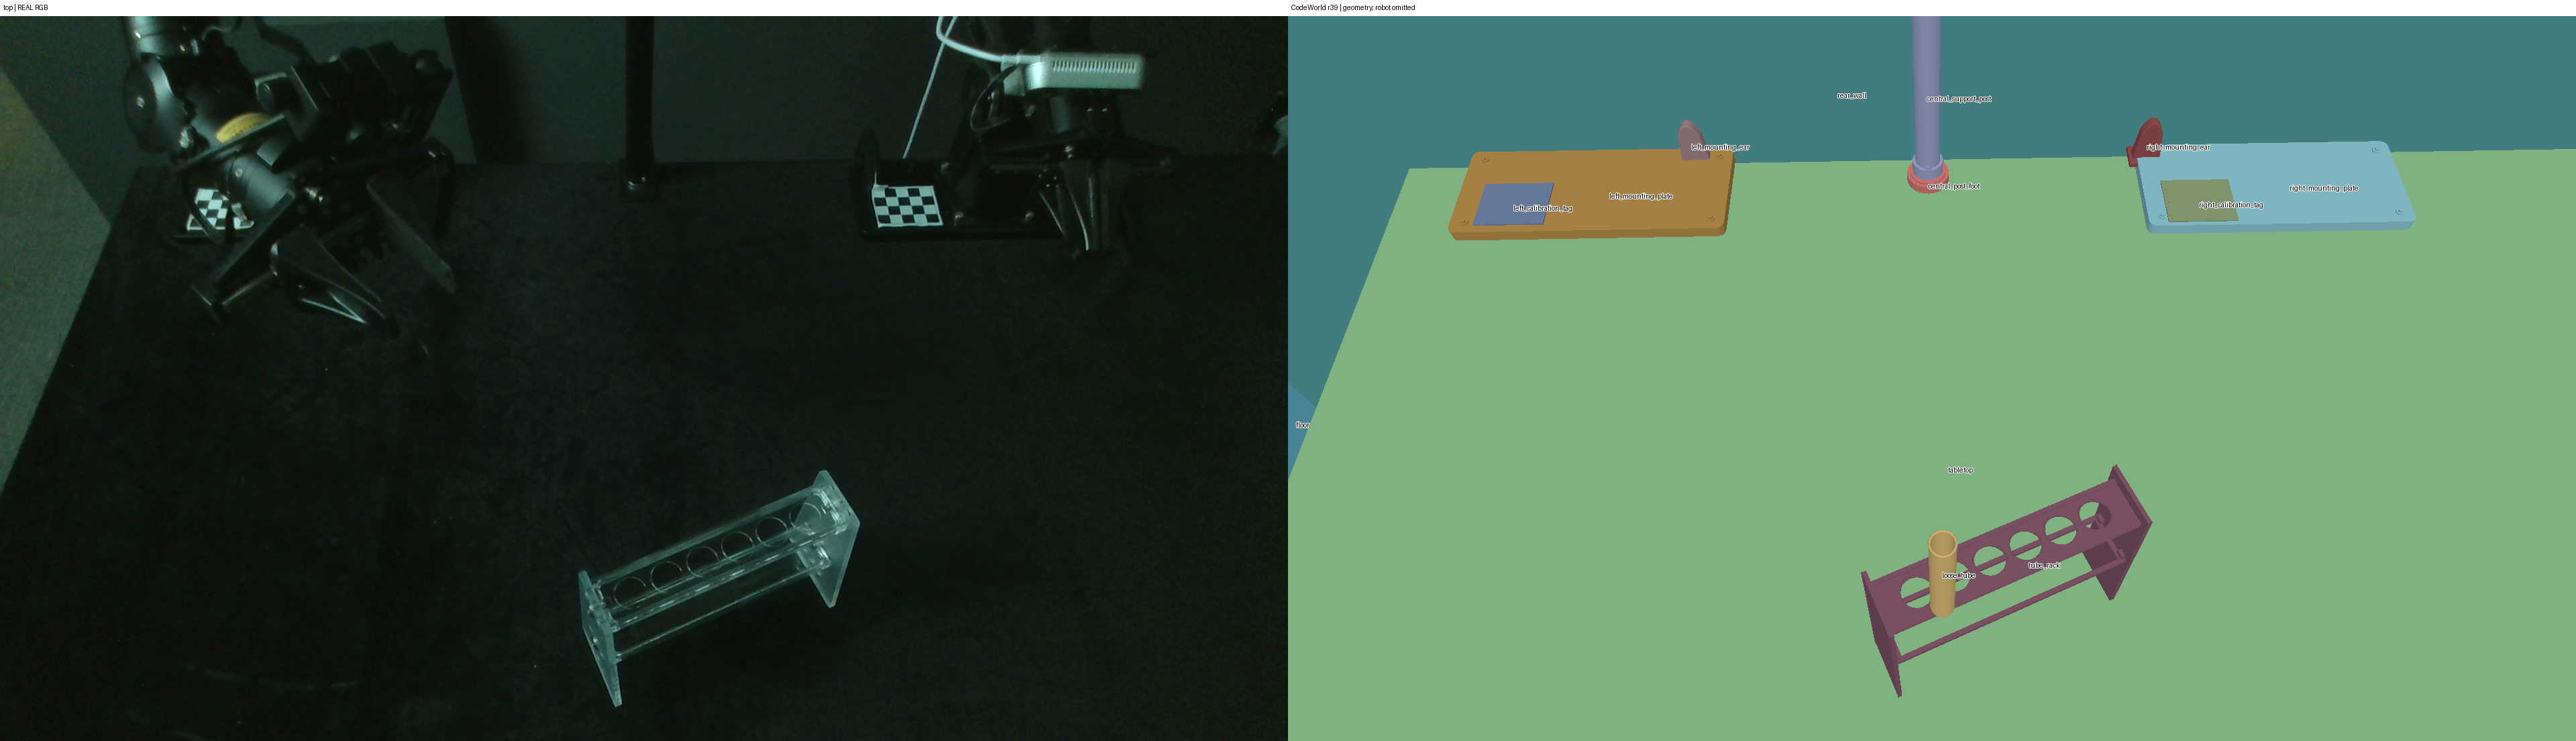 top | REAL RGB
CodeWorld r39 | geometry; robot omitted
rear_wall
central_support_post
left_mounting_ear
right_mounting_ear
central_post_foot
left_mounting_plate
right_mounting_plate
left_calibration_tag
right_calibration_tag
floor
tabletop
loose_tube
tube_rack